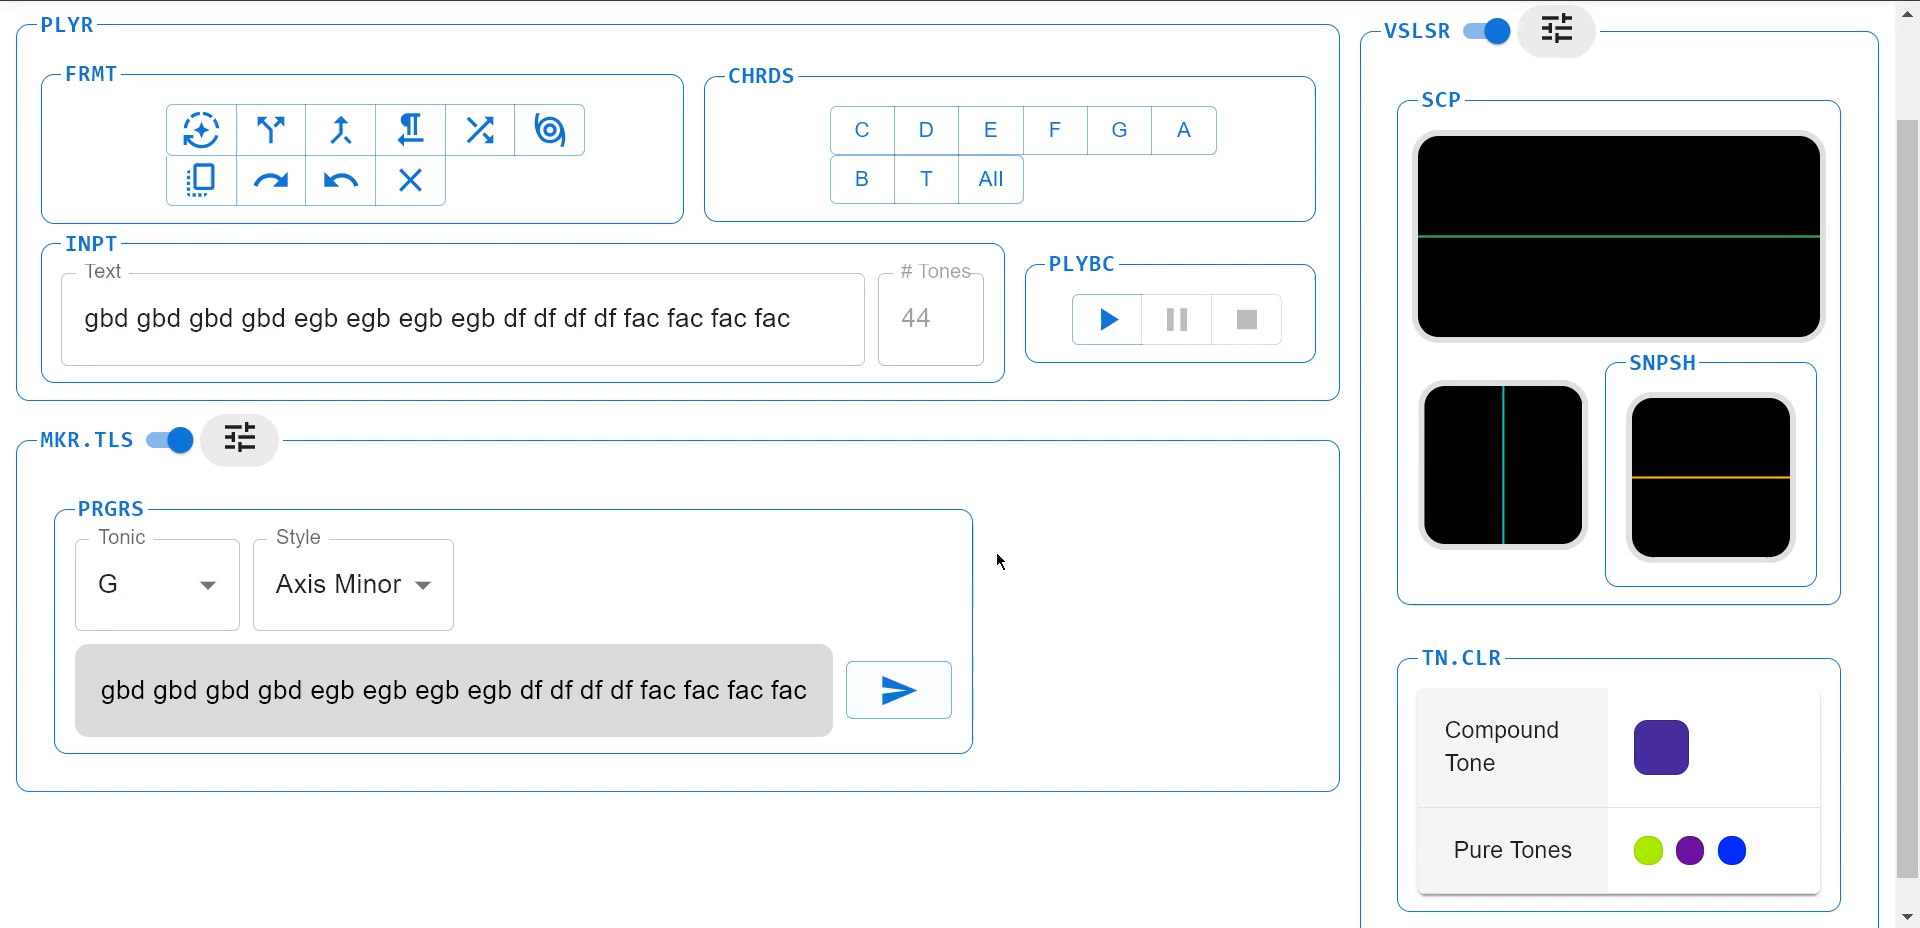 PLYR
FRMT
CHRDS
C D E F G A
B T All
INPT
Text
gbd gbd gbd gbd egb egb egb egb df df df df fac fac fac fac
# Tones
44
PLYBC
MKR.TLS
PRGRS
Tonic
G
Style
Axis Minor
gbd gbd gbd gbd egb egb egb egb df df df df fac fac fac fac
VSLSR
SCP
SNPSH
TN.CLR
Compound
Tone
Pure Tones